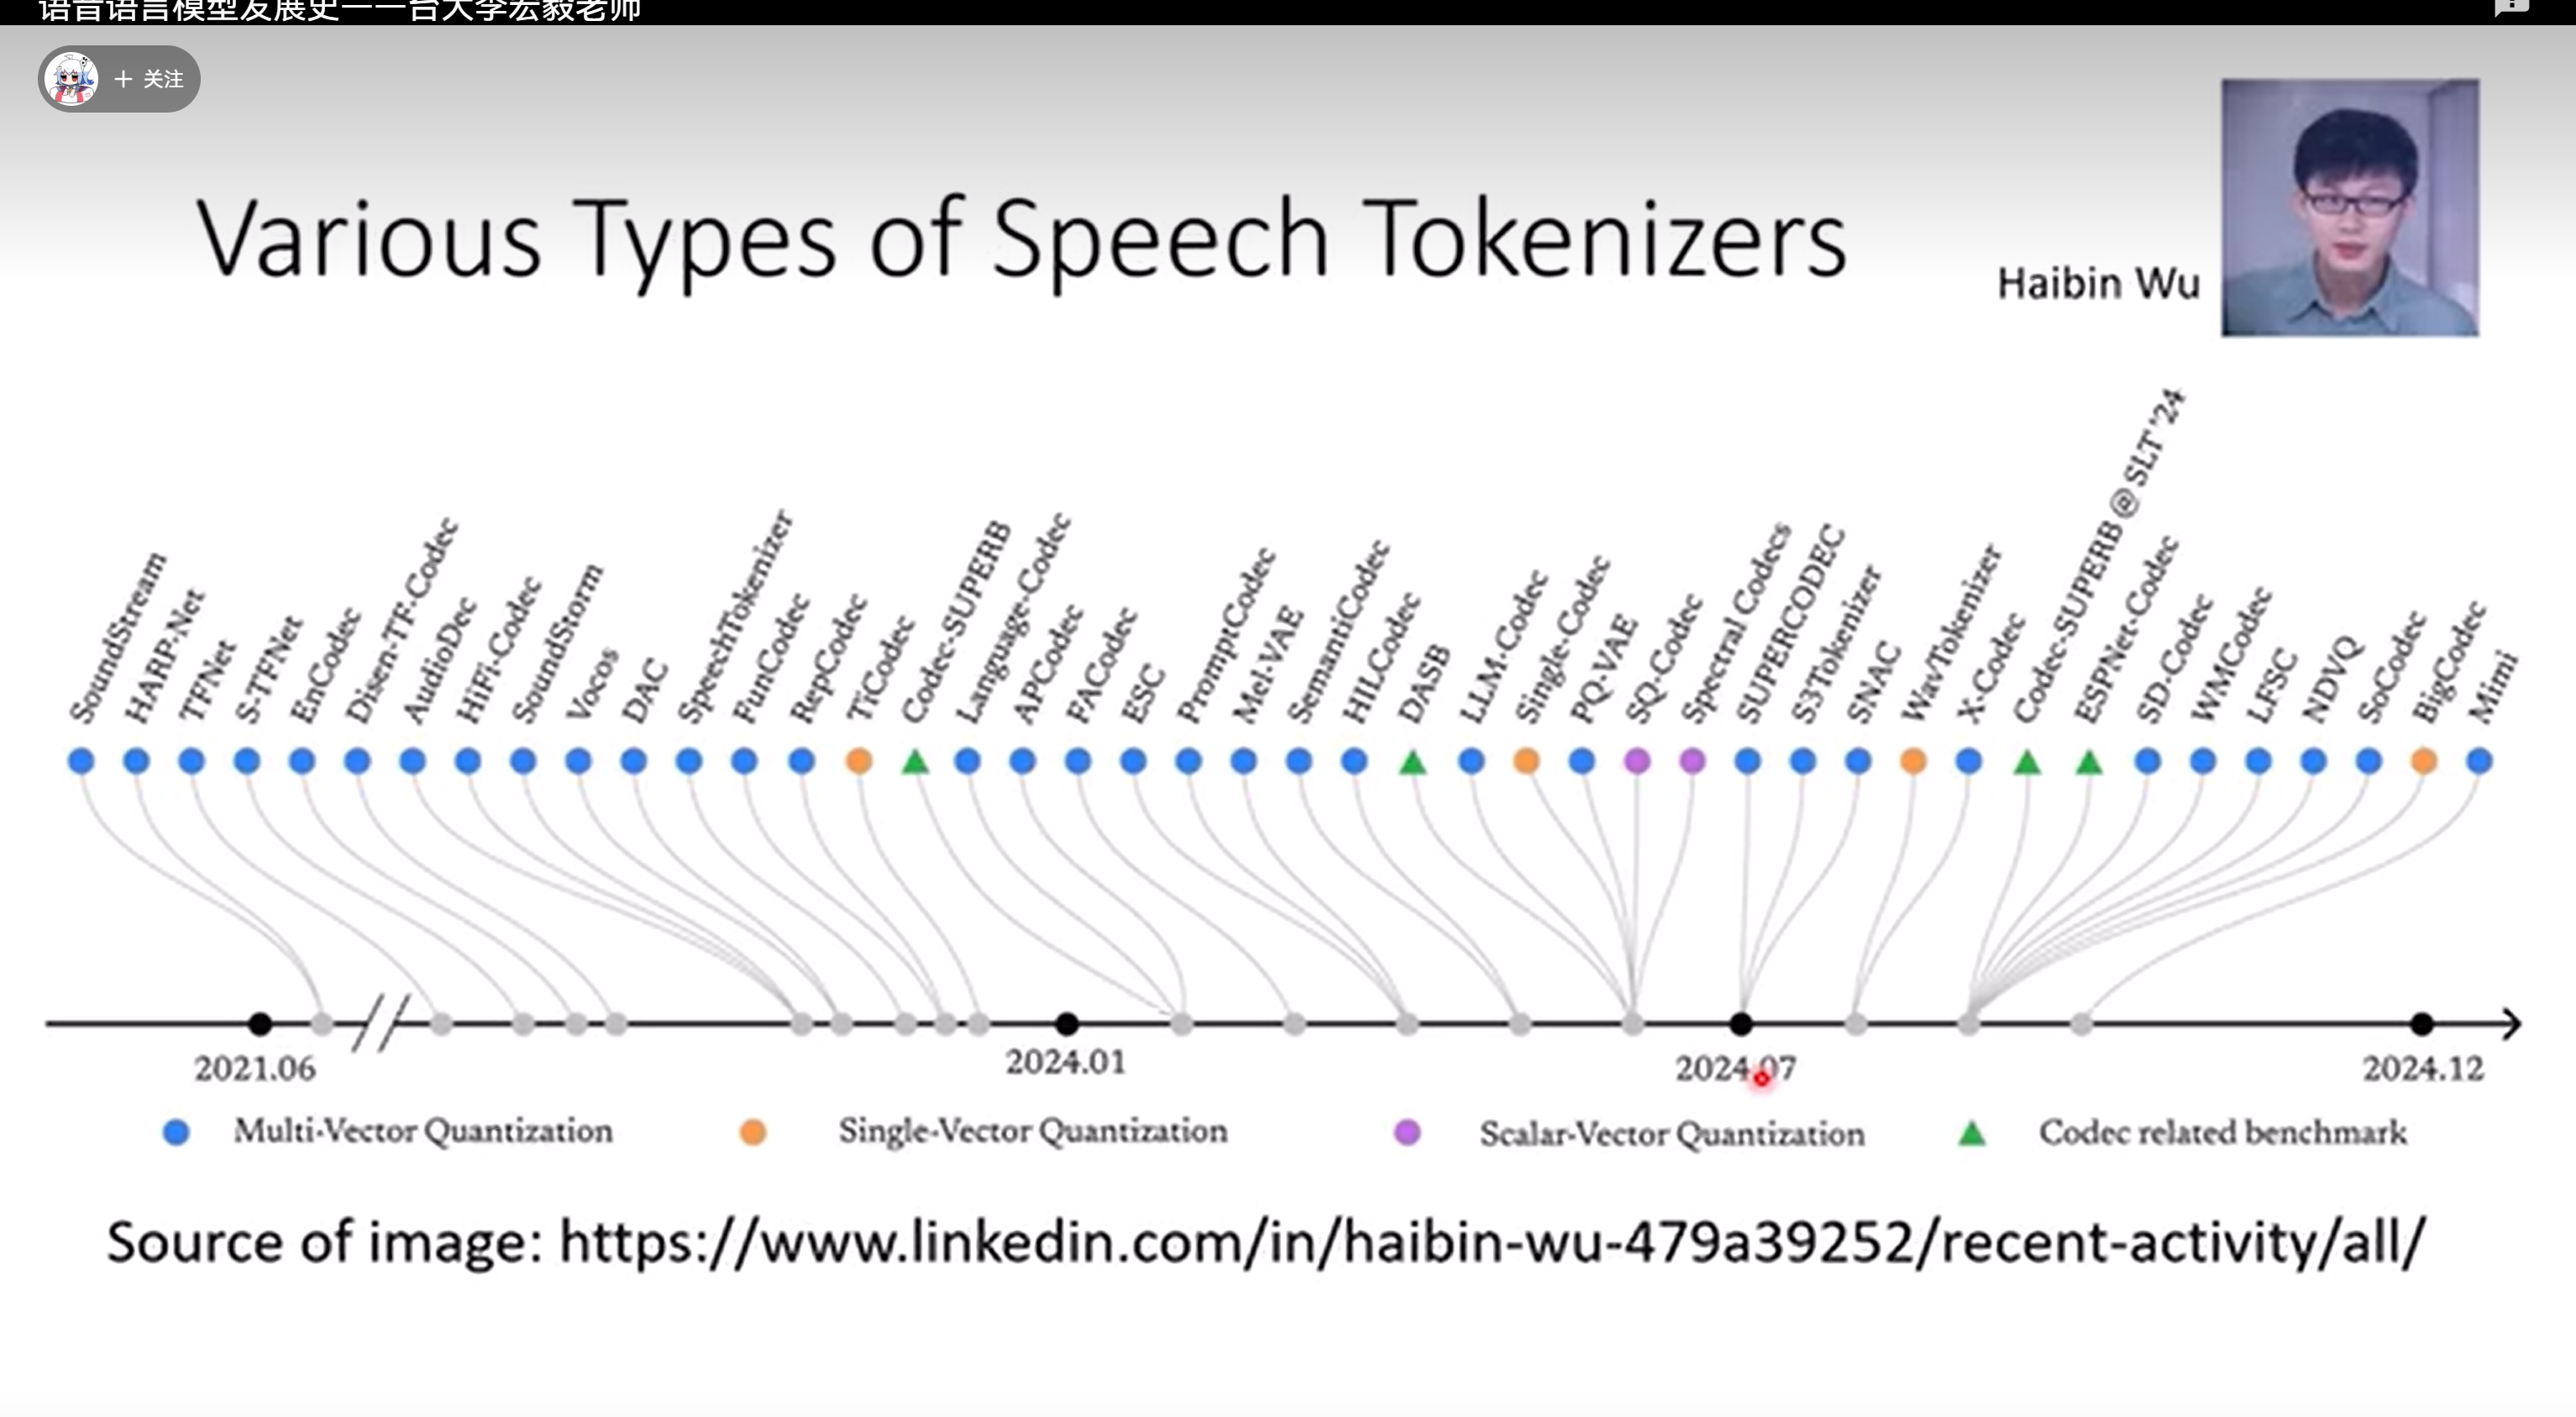 语音语言模型发展史——台大李宏毅老师
+ 关注
Various Types of Speech Tokenizers
Haibin Wu
SoundStream
HARP-Net
TFNet
S-TFNet
EnCodec
Disen-TF-Codec
AudioDec
HiFi-Codec
SoundStorm
Vocos
DAC
SpeechTokenizer
FunCodec
RepCodec
TiCodec
Codec-SUPERB
Language-Codec
APCodec
FACodec
ESC
PromptCodec
Mel-VAE
SemantiCodec
HILCodec
DASB
LLM-Codec
Single-Codec
PQ-VAE
SQ-Codec
Spectral Codecs
SUPERCODEC
S3Tokenizer
SNAC
WavTokenizer
X-Codec
Codec-SUPERB @ SLT'24
ESPNet-Codec
SD-Codec
WMCodec
LFSC
NDVQ
SoCodec
BigCodec
Mimi
2021.06
2024.01
2024.07
2024.12
Multi-Vector Quantization
Single-Vector Quantization
Scalar-Vector Quantization
Codec related benchmark
Source of image: https://www.linkedin.com/in/haibin-wu-479a39252/recent-activity/all/